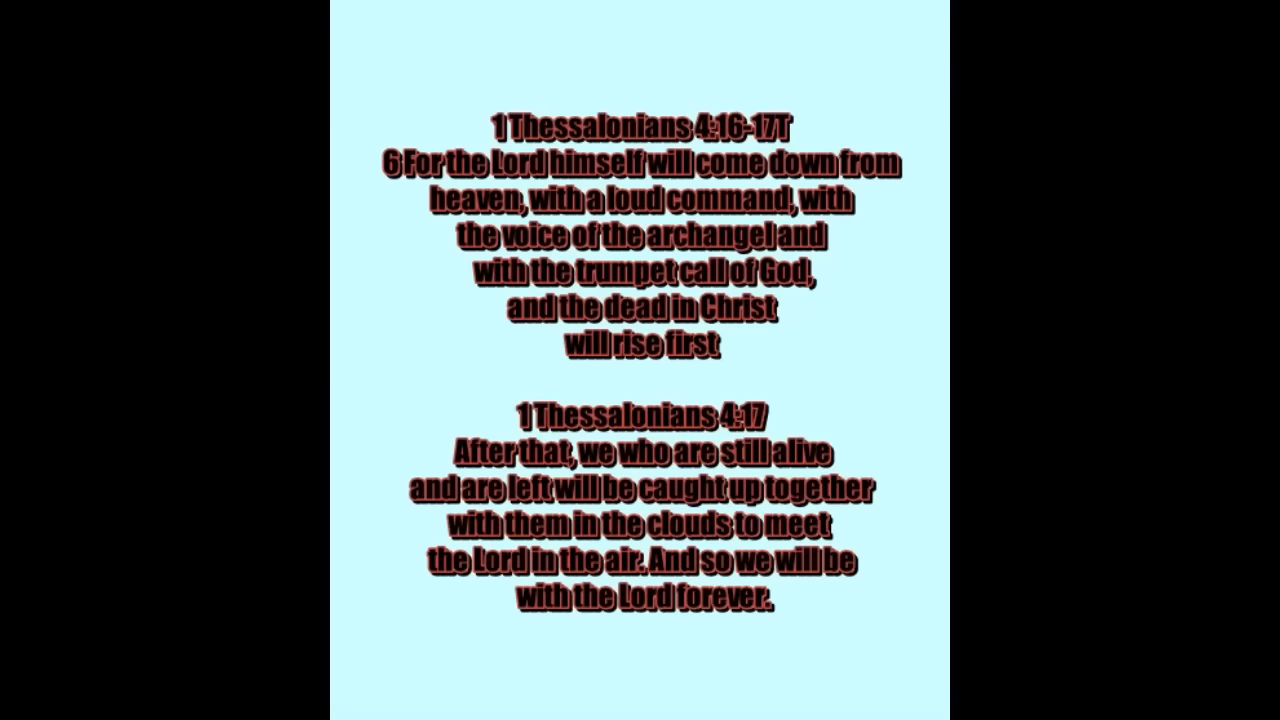 1 Thessalonians 4:16-17T
6 For the Lord himself will come down from
heaven, with a loud command, with
the voice of the archangel and
with the trumpet call of God,
and the dead in Christ
will rise first
1 Thessalonians 4:17
After that, we who are still alive
and are left will be caught up together
with them in the clouds to meet
the Lord in the air. And so we will be
with the Lord forever.